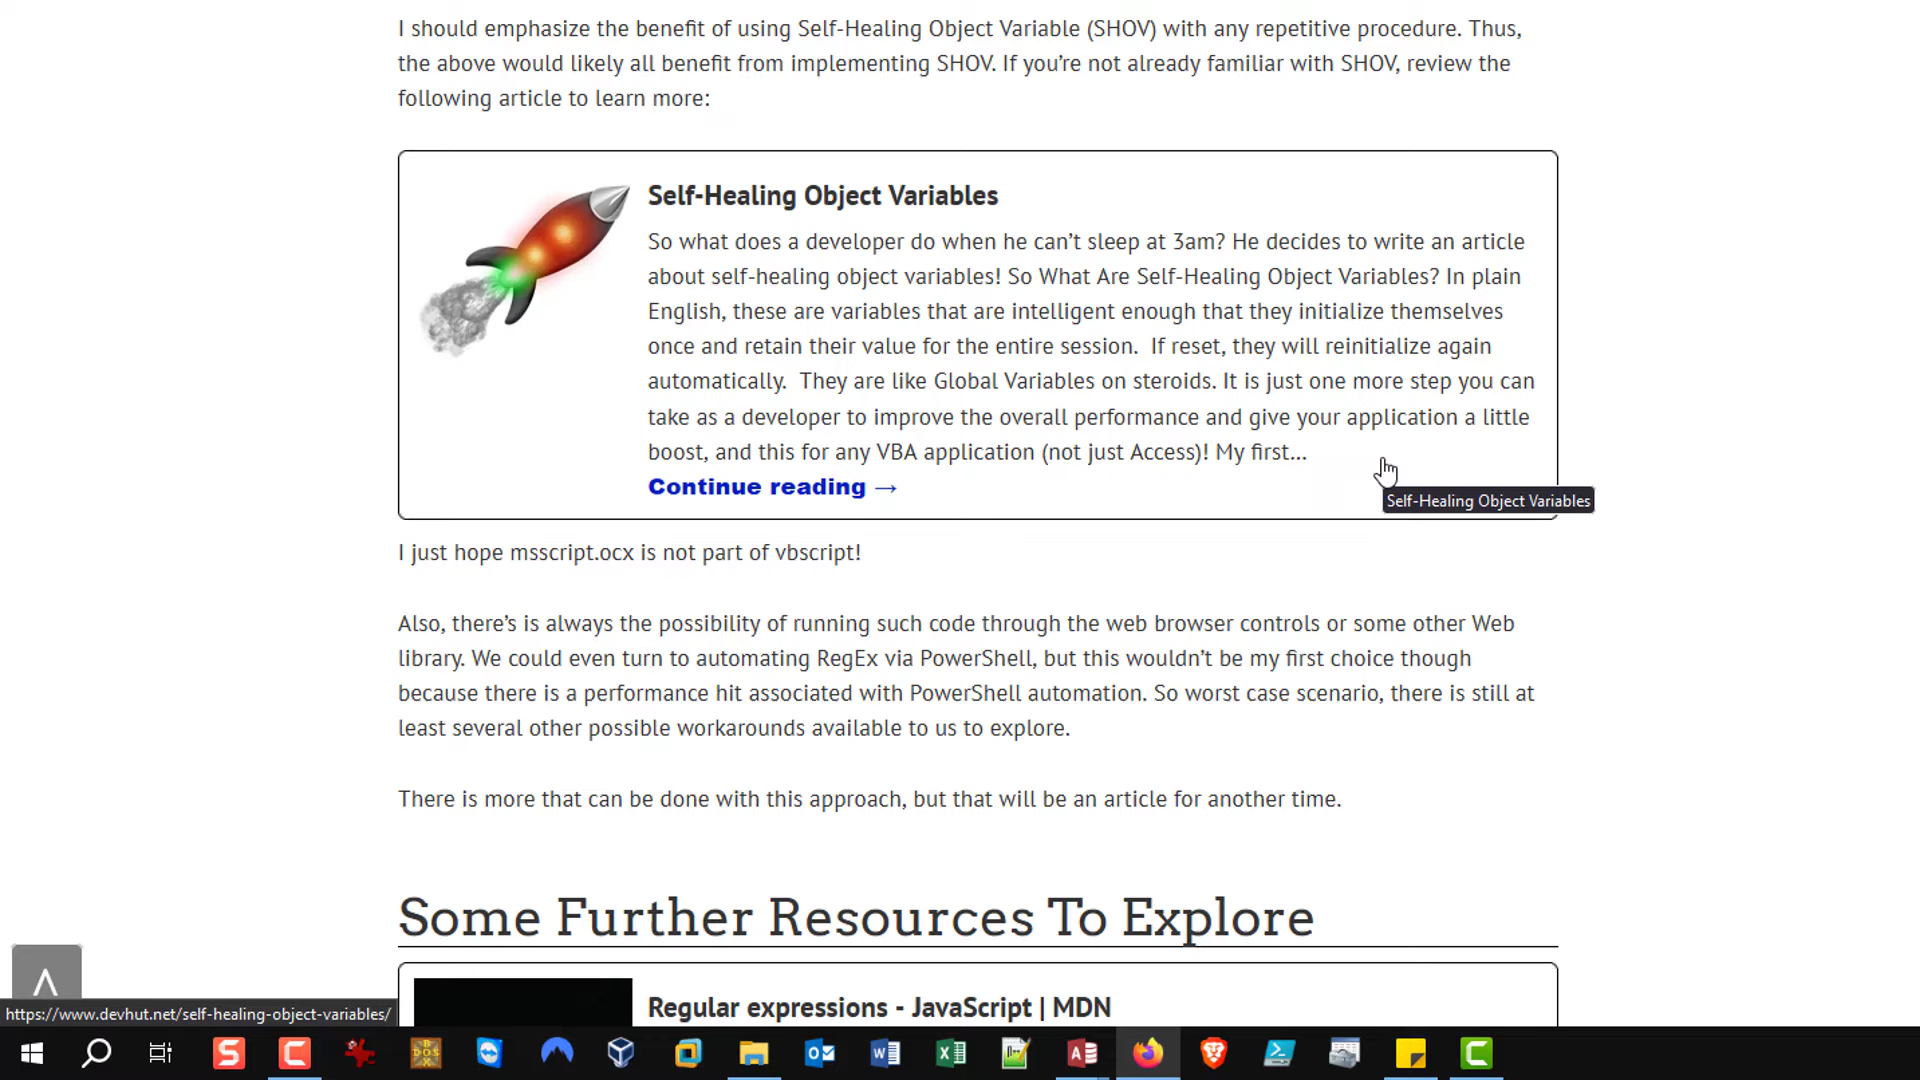 I should emphasize the benefit of using Self-Healing Object Variable (SHOV) with any repetitive procedure. Thus,
the above would likely all benefit from implementing SHOV. If you’re not already familiar with SHOV, review the
following article to learn more:
Self-Healing Object Variables
So what does a developer do when he can’t sleep at 3am? He decides to write an article
about self-healing object variables! So What Are Self-Healing Object Variables? In plain
English, these are variables that are intelligent enough that they initialize themselves
once and retain their value for the entire session.  If reset, they will reinitialize again
automatically.  They are like Global Variables on steroids. It is just one more step you can
take as a developer to improve the overall performance and give your application a little
boost, and this for any VBA application (not just Access)! My first...
Continue reading →
Self-Healing Object Variables
I just hope msscript.ocx is not part of vbscript!
Also, there’s is always the possibility of running such code through the web browser controls or some other Web
library. We could even turn to automating RegEx via PowerShell, but this wouldn’t be my first choice though
because there is a performance hit associated with PowerShell automation. So worst case scenario, there is still at
least several other possible workarounds available to us to explore.
There is more that can be done with this approach, but that will be an article for another time.
Some Further Resources To Explore
Regular expressions - JavaScript | MDN
https://www.devhut.net/self-healing-object-variables/